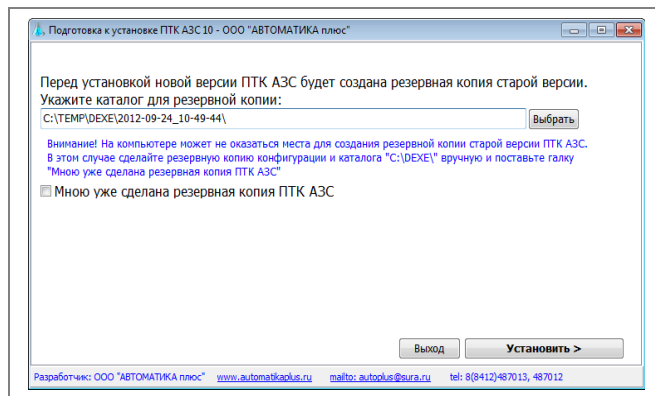 Подготовка к установке ПТК АЗС 10 - ООО "АВТОМАТИКА плюс"
Перед установкой новой версии ПТК АЗС будет создана резервная копия старой версии.
Укажите каталог для резервной копии:
C:\TEMP\DEXE\2012-09-24_10-49-44\ Выбрать
Внимание! На компьютере может не оказаться места для создания резервной копии старой версии ПТК АЗС.
В этом случае сделайте резервную копию конфигурации и каталога "C:\DEXE\" вручную и поставьте галку
"Мною уже сделана резервная копия ПТК АЗС"
Мною уже сделана резервная копия ПТК АЗС
Выход Установить >
Разработчик: ООО "АВТОМАТИКА плюс" www.automatikaplus.ru mailto: autoplus@sura.ru tel: 8(8412)487013, 487012